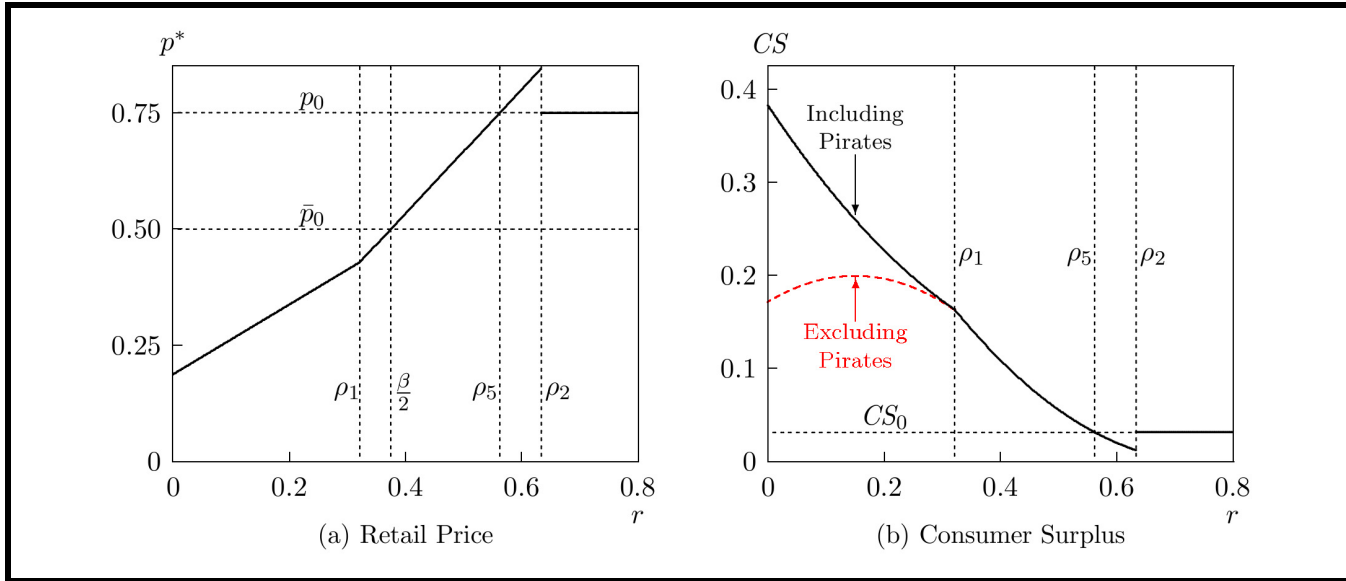 p*
0.75
0.50
0.25
0
p₀
p̄₀
ρ₁
β/2
ρ₅
ρ₂
0 0.2 0.4 0.6 0.8
r
(a) Retail Price
CS
0.4
0.3
0.2
0.1
0
Including
Pirates
ρ₁
ρ₅
ρ₂
Excluding
Pirates
CS₀
0 0.2 0.4 0.6 0.8
r
(b) Consumer Surplus